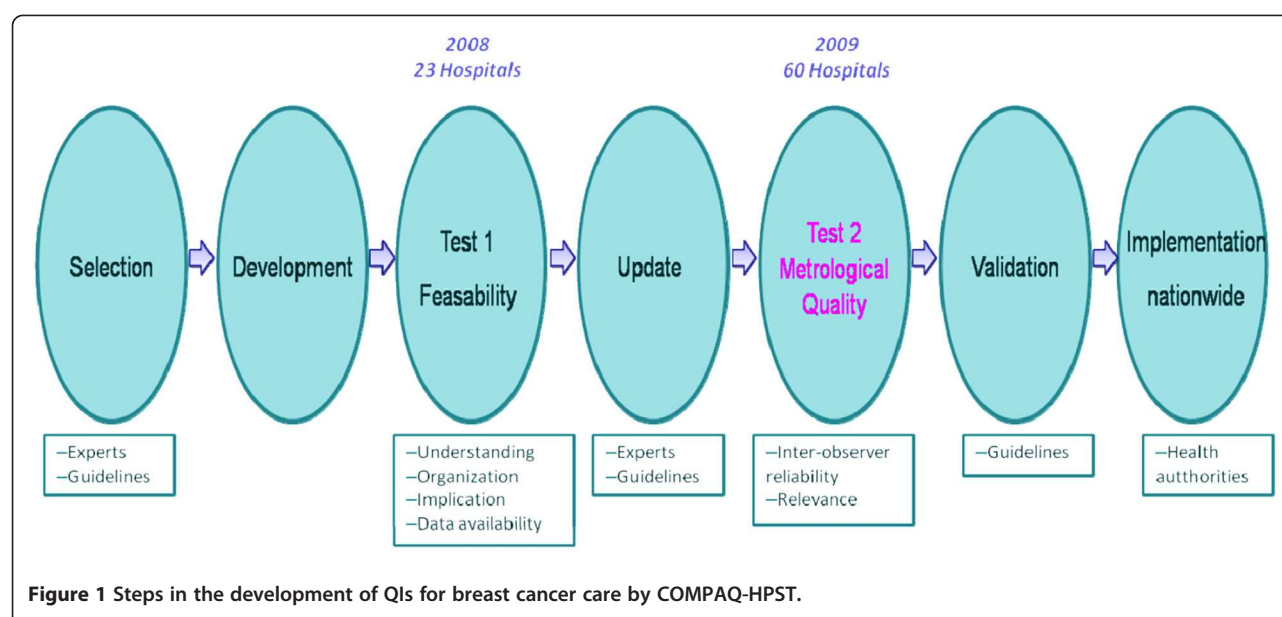 2008
23 Hospitals
2009
60 Hospitals
Selection
Development
Test 1
Feasability
Update
Test 2
Metrological
Quality
Validation
Implementation
nationwide
–Experts
–Guidelines
–Understanding
–Organization
–Implication
–Data availability
–Experts
–Guidelines
–Inter-observer
reliability
–Relevance
–Guidelines
–Health
autthorities
Figure 1 Steps in the development of QIs for breast cancer care by COMPAQ-HPST.